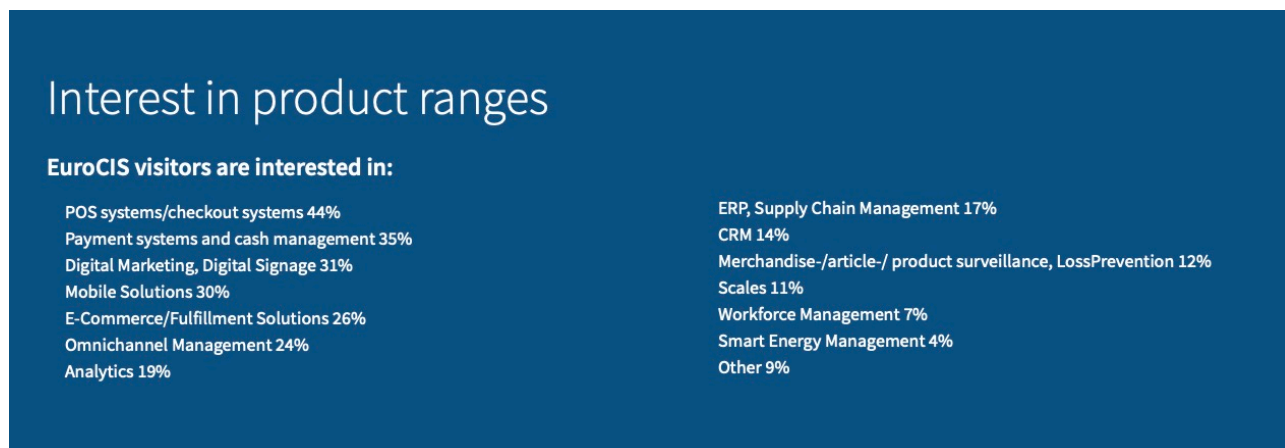 Interest in product ranges
EuroCIS visitors are interested in:
POS systems/checkout systems 44%
Payment systems and cash management 35%
Digital Marketing, Digital Signage 31%
Mobile Solutions 30%
E-Commerce/Fulfillment Solutions 26%
Omnichannel Management 24%
Analytics 19%
ERP, Supply Chain Management 17%
CRM 14%
Merchandise-/article-/ product surveillance, LossPrevention 12%
Scales 11%
Workforce Management 7%
Smart Energy Management 4%
Other 9%